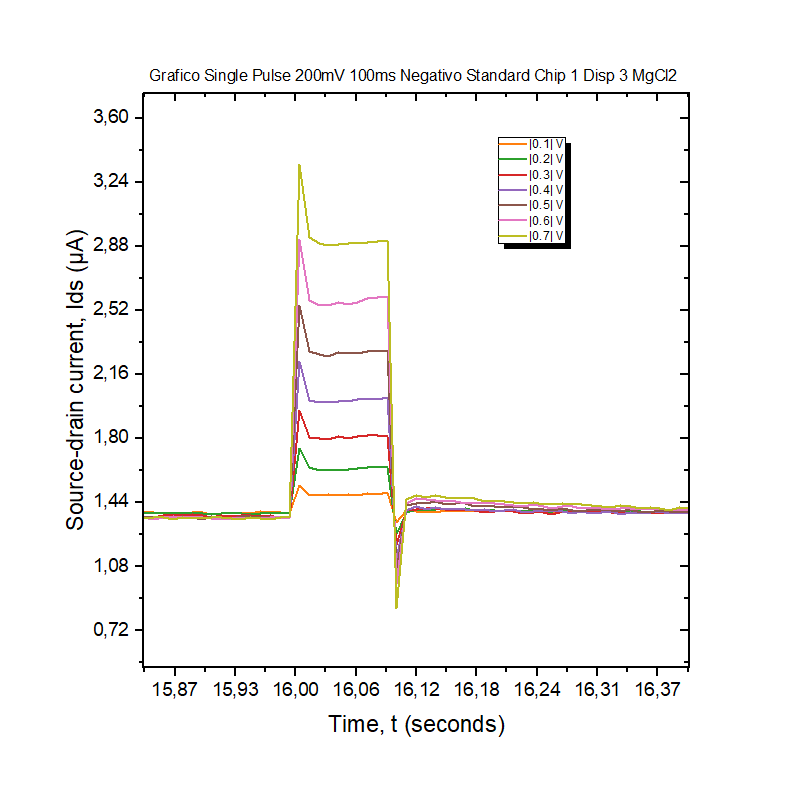 Grafico Single Pulse 200mV 100ms Negativo Standard Chip 1 Disp 3 MgCl2
3,60
3,24
2,88
2,52
2,16
1,80
1,44
1,08
0,72
Source-drain current, Ids (µA)
|0.1| V
|0.2| V
|0.3| V
|0.4| V
|0.5| V
|0.6| V
|0.7| V
15,87 15,93 16,00 16,06 16,12 16,18 16,24 16,31 16,37
Time, t (seconds)